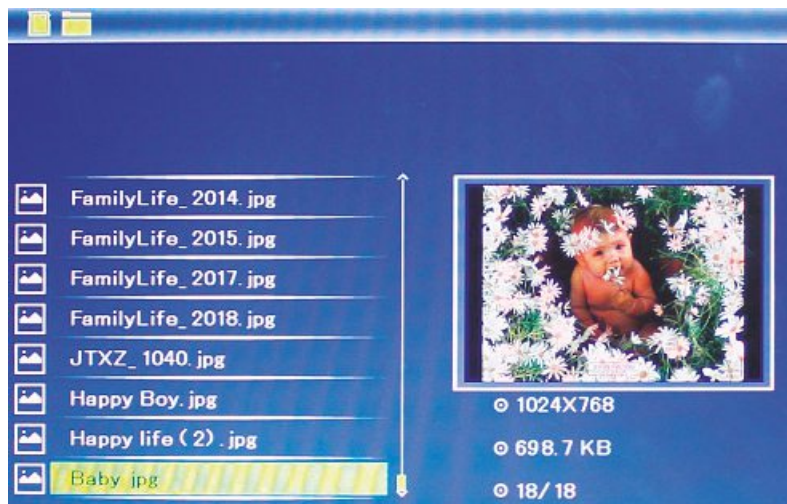 FamilyLife_2014.jpg
FamilyLife_2015.jpg
FamilyLife_2017.jpg
FamilyLife_2018.jpg
JTXZ_1040.jpg
Happy Boy.jpg
Happy life (2).jpg
Baby jpg
1024X768
698.7 KB
18/18